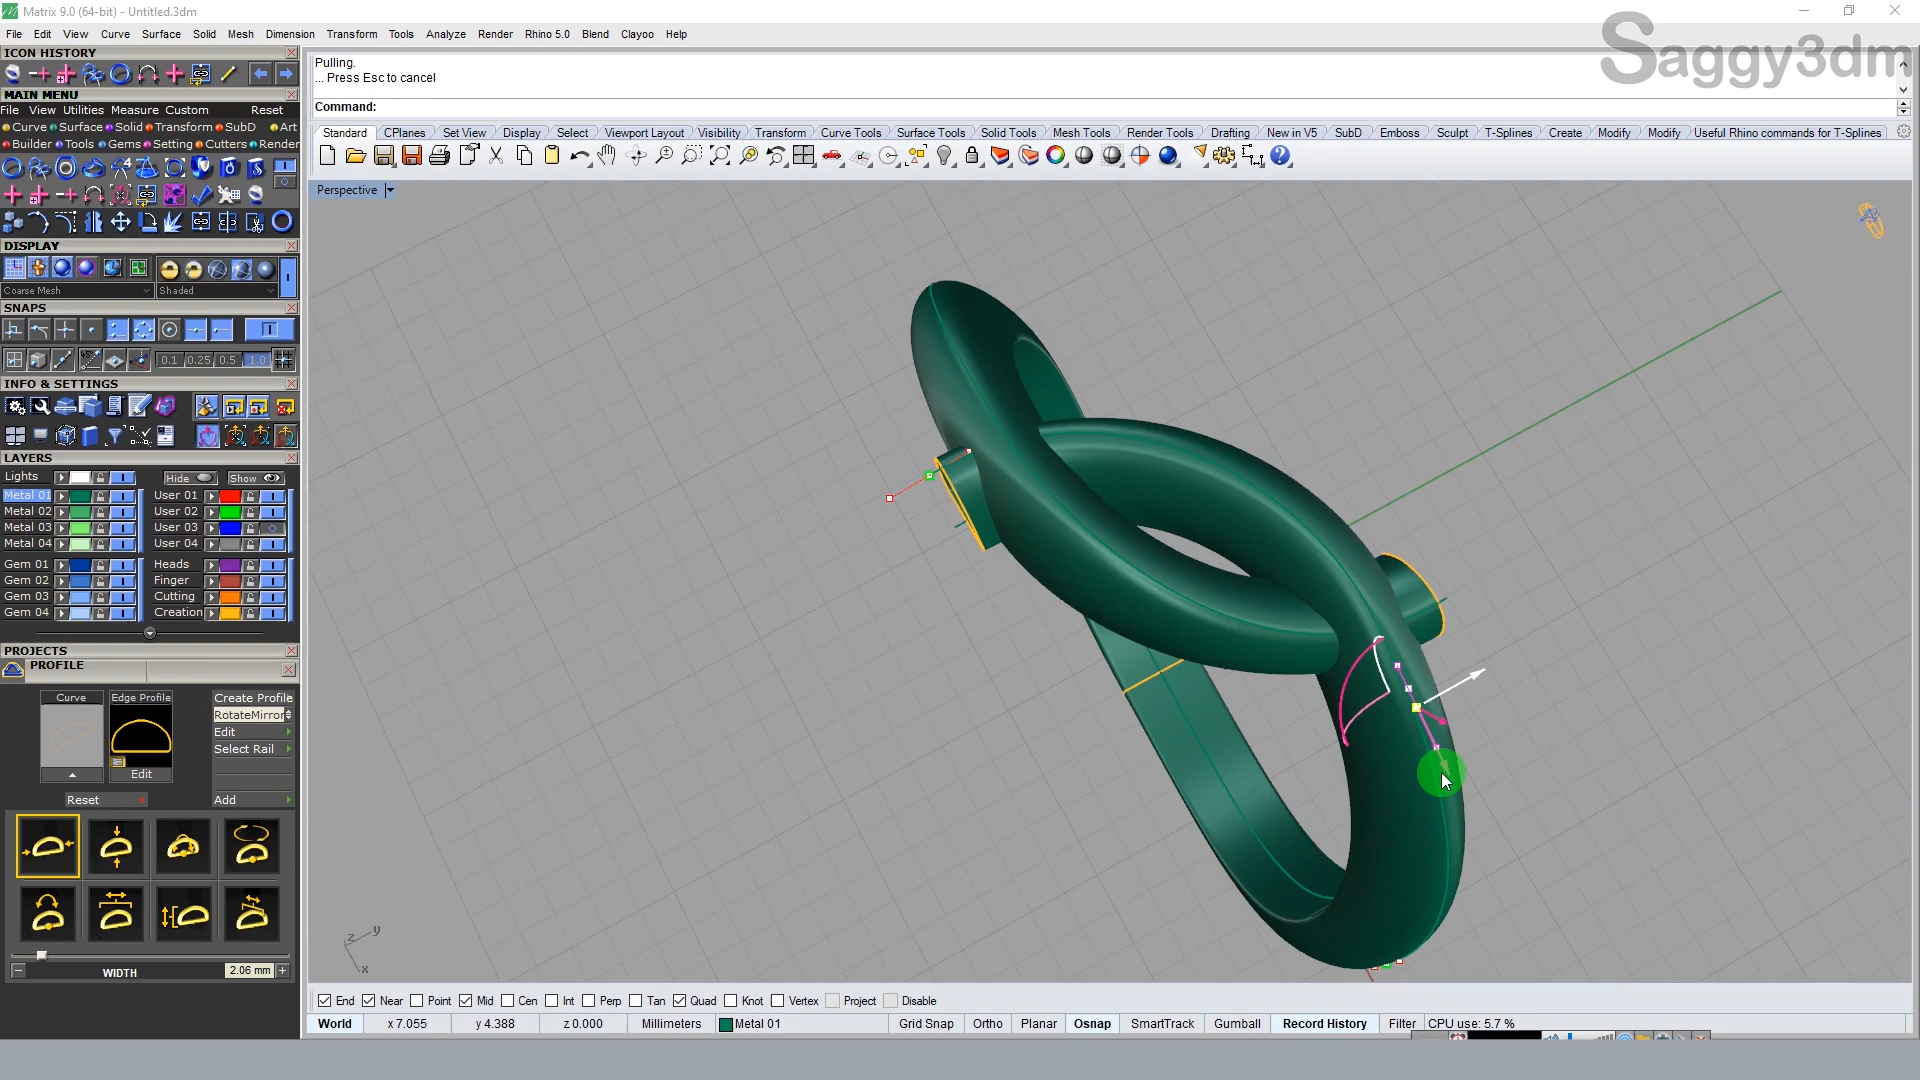 Matrix 9.0 (64-bit) - Untitled.3dm
Saggy3dm
File Edit View Curve Surface Solid Mesh Dimension Transform Tools Analyze Render Rhino 5.0 Blend Clayoo Help
ICON HISTORY
Pulling.
... Press Esc to cancel
Command:
MAIN MENU
File View Utilities Measure Custom Reset
Curve Surface Solid Transform SubD Art
Builder Tools Gems Setting Cutters Render
Standard CPlanes Set View Display Select Viewport Layout Visibility Transform Curve Tools Surface Tools Solid Tools Mesh Tools Render Tools Drafting New in V5 SubD Emboss Sculpt T-Splines Create Modify Modify Useful Rhino commands for T-Splines
Perspective
DISPLAY
Coarse Mesh Shaded
SNAPS
0.1 0.25 0.5 1.0
INFO & SETTINGS
LAYERS
Lights Hide Show
Metal 01 User 01
Metal 02 User 02
Metal 03 User 03
Metal 04 User 04
Gem 01 Heads
Gem 02 Finger
Gem 03 Cutting
Gem 04 Creation
PROJECTS
PROFILE
Curve Edge Profile Create Profile
RotateMirror
Edit
Select Rail
Edit
Reset Add
WIDTH 2.06 mm
z y
x
End Near Point Mid Cen Int Perp Tan Quad Knot Vertex Project Disable
World x 7.055 y 4.388 z 0.000 Millimeters Metal 01 Grid Snap Ortho Planar Osnap SmartTrack Gumball Record History Filter CPU use: 5.7 %